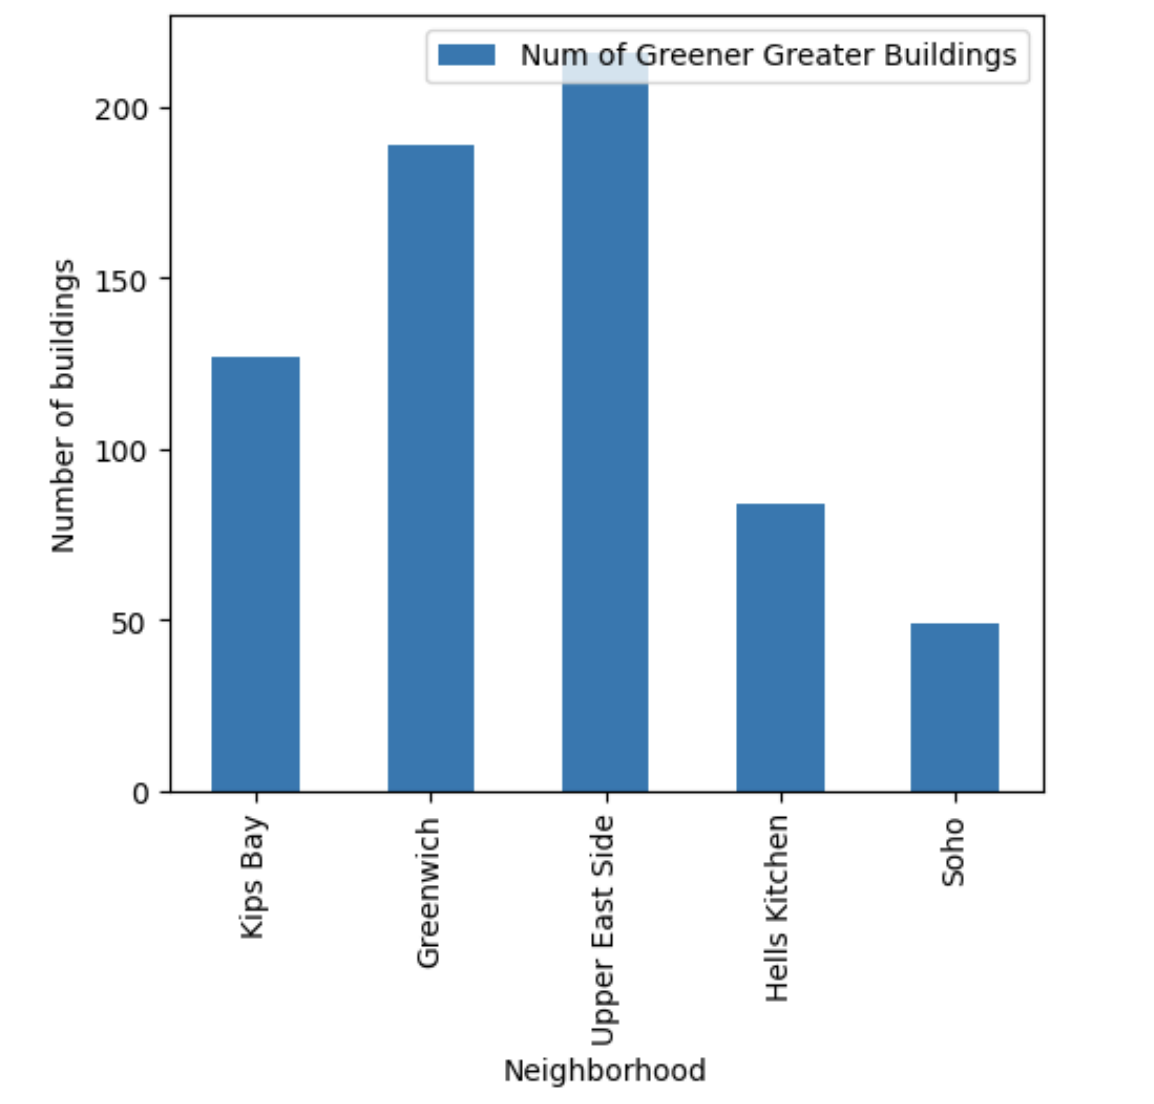 Num of Greener Greater Buildings
Number of buildings
200
150
100
50
0
Kips Bay
Greenwich
Upper East Side
Hells Kitchen
Soho
Neighborhood